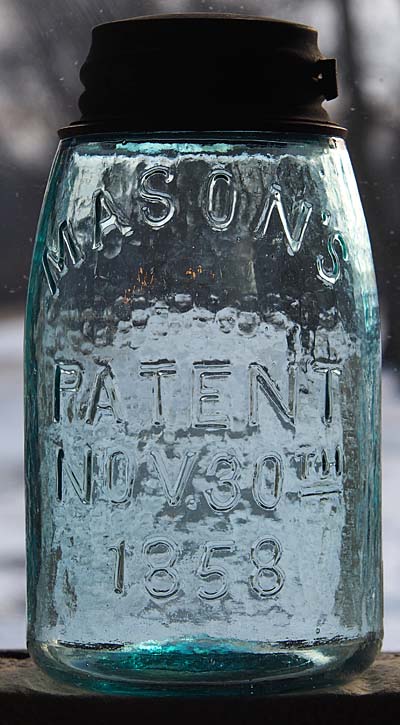 MASON'S
PATENT
NOV. 30TH
1858